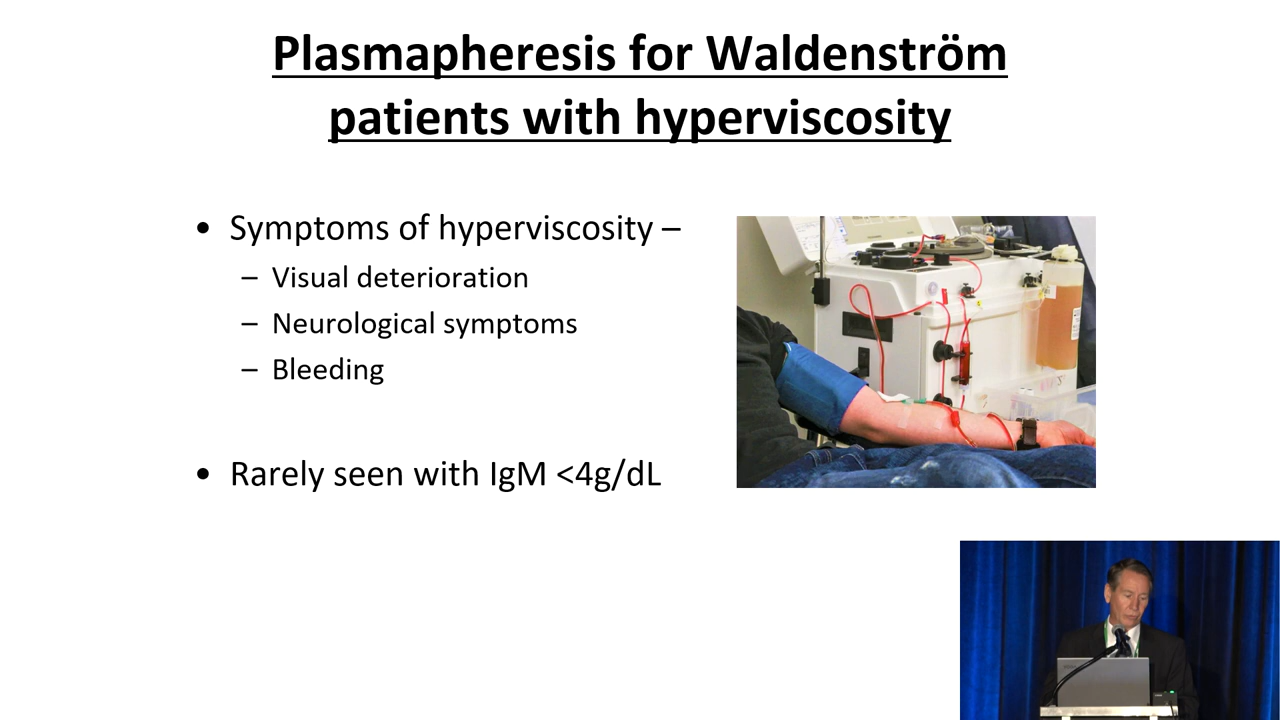 Plasmapheresis for Waldenström
patients with hyperviscosity
• Symptoms of hyperviscosity –
– Visual deterioration
– Neurological symptoms
– Bleeding
• Rarely seen with IgM <4g/dL